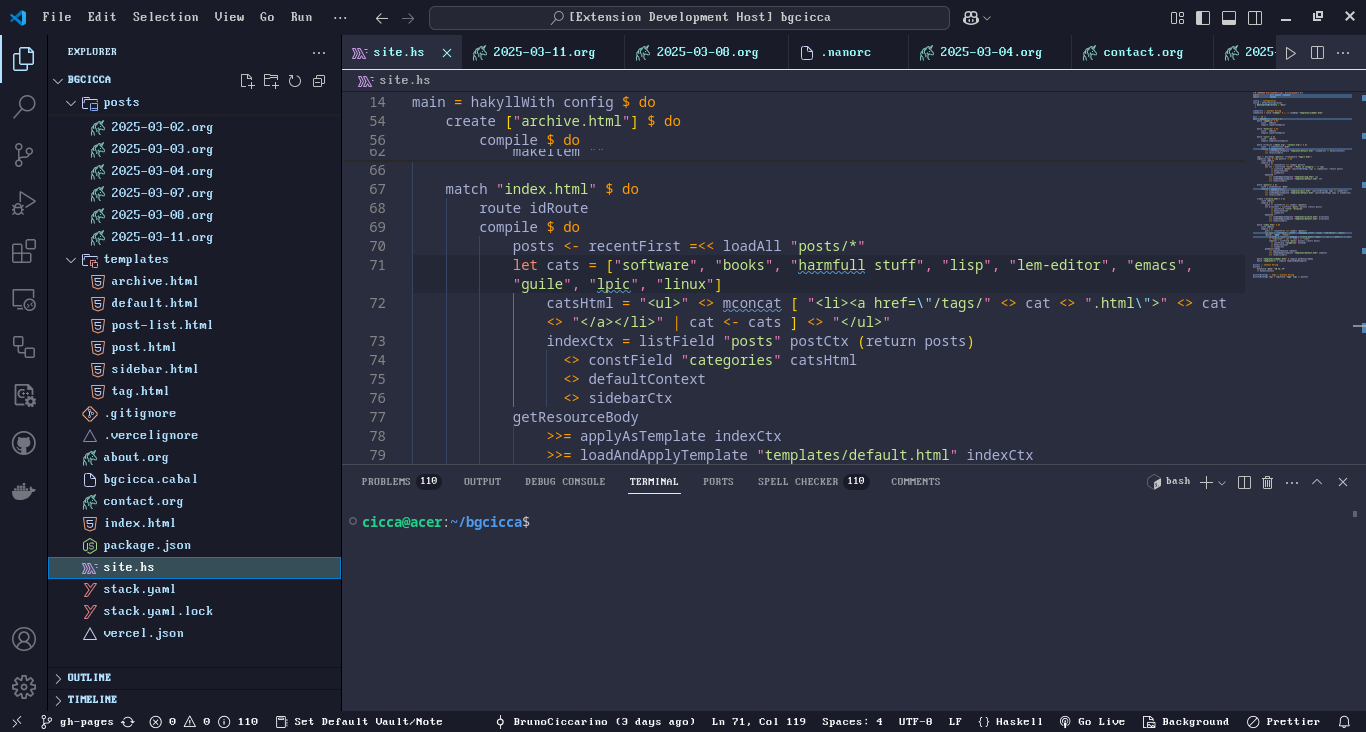 File Edit Selection View Go Run ··· [Extension Development Host] bgcicca
EXPLORER
BGCICCA
posts
2025-03-02.org
2025-03-03.org
2025-03-04.org
2025-03-07.org
2025-03-08.org
2025-03-11.org
templates
archive.html
default.html
post-list.html
post.html
sidebar.html
tag.html
.gitignore
.vercelignore
about.org
bgcicca.cabal
contact.org
index.html
package.json
site.hs
stack.yaml
stack.yaml.lock
vercel.json
OUTLINE
TIMELINE
site.hs 2025-03-11.org 2025-03-08.org .nanorc 2025-03-04.org contact.org 2025-
site.hs
14 main = hakyllWith config $ do
54 create ["archive.html"] $ do
56 compile $ do
62 makeItem ""
66
67 match "index.html" $ do
68 route idRoute
69 compile $ do
70 posts <- recentFirst =<< loadAll "posts/*"
71 let cats = ["software", "books", "harmfull stuff", "lisp", "lem-editor", "emacs",
"guile", "lpic", "linux"]
72 catsHtml = "<ul>" <> mconcat [ "<li><a href=\"/tags/" <> cat <> ".html\">" <> cat
<> "</a></li>" | cat <- cats ] <> "</ul>"
73 indexCtx = listField "posts" postCtx (return posts)
74 <> constField "categories" catsHtml
75 <> defaultContext
76 <> sidebarCtx
77 getResourceBody
78 >>= applyAsTemplate indexCtx
79 >>= loadAndApplyTemplate "templates/default.html" indexCtx
PROBLEMS 110 OUTPUT DEBUG CONSOLE TERMINAL PORTS SPELL CHECKER 110 COMMENTS bash
cicca@acer:~/bgcicca$
gh-pages 0 0 110 Set Default Vault/Note BrunoCiccarino (3 days ago) Ln 71, Col 119 Spaces: 4 UTF-8 LF {} Haskell Go Live Background Prettier